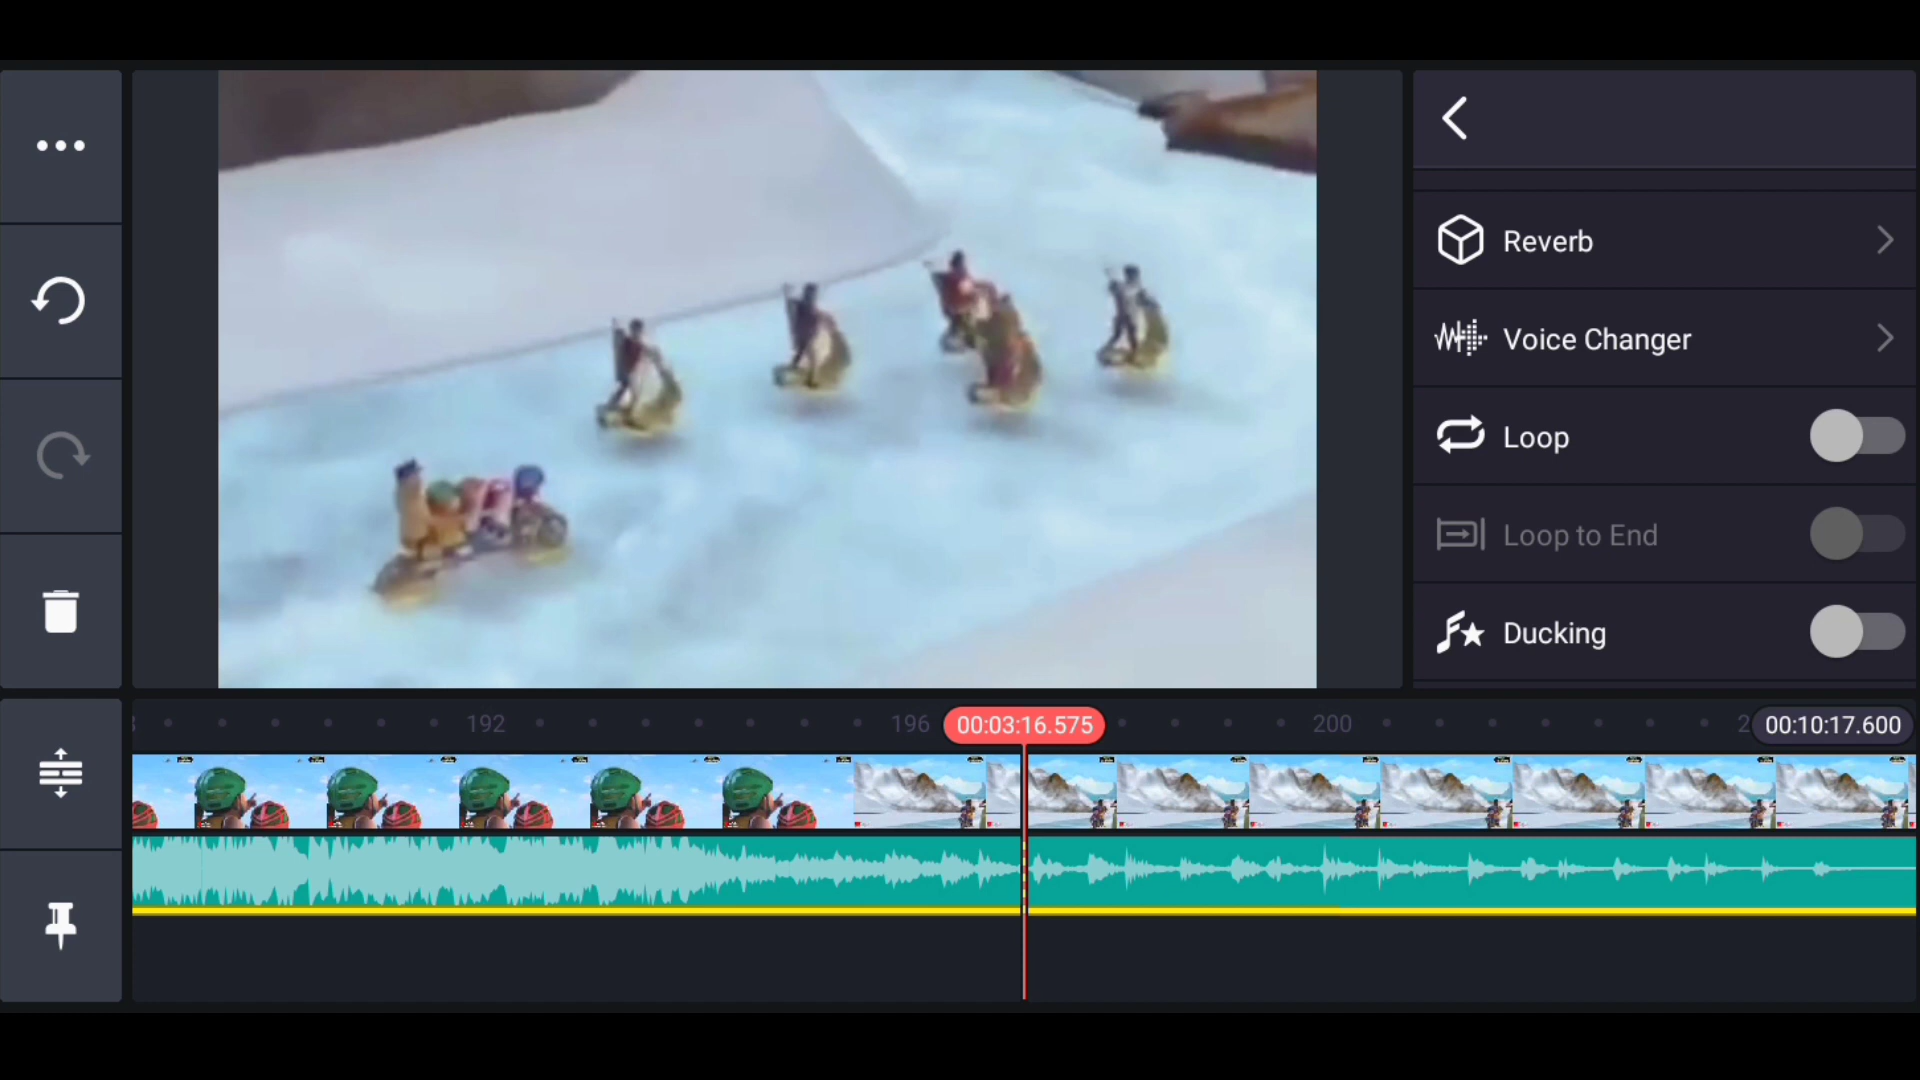 Reverb
Voice Changer
Loop
Loop to End
Ducking
192
196
00:03:16.575
200
00:10:17.600